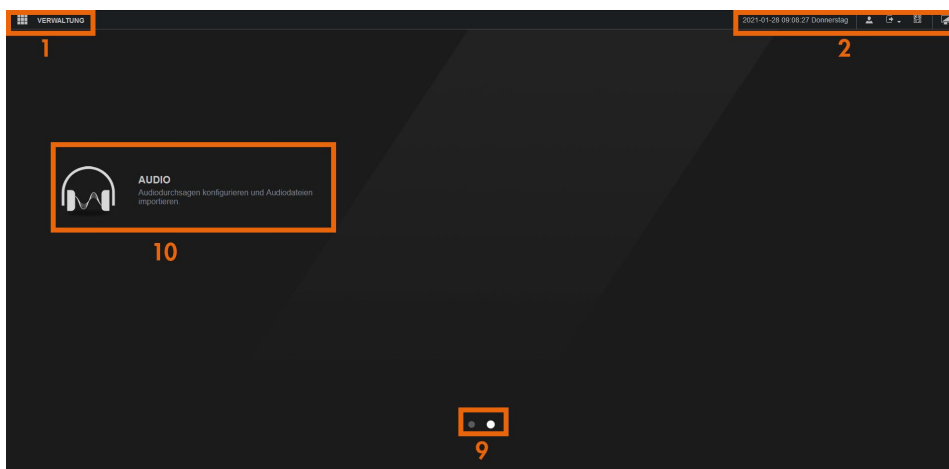 VERWALTUNG
2021-01-28 09:08:27 Donnerstag
1
2
AUDIO
Audiodurchsagen konfigurieren und Audiodateien
importieren.
10
9